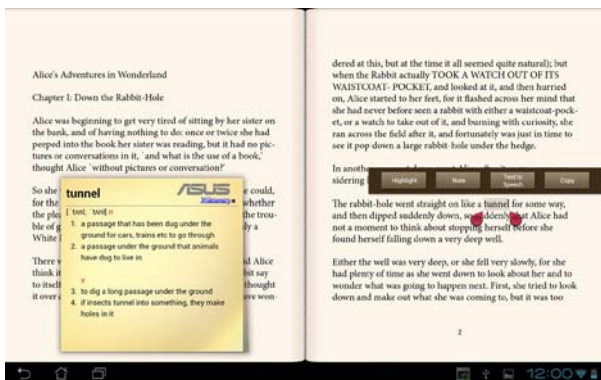 Alice's Adventures in Wonderland
Chapter I: Down the Rabbit-Hole
Alice was beginning to get very tired of sitting by her sister on
the bank, and of having nothing to do: once or twice she had
peeped into the book her sister was reading, but it had no pic-
tures or conversations in it, `and what is the use of a book,'
thought Alice `without pictures or conversation?'
So she
for the
the plea
ble of g
White
There w
think it
to itself
it over a
e could,
whether
the trou-
ly a
d Alice
bit say
thought
ave won-
tunnel
ASUS
Dictionary
n
1. a passage that has been dug under the
ground for cars, trains etc to go through
2. a passage under the ground that animals
have dug to live in
v
3. to dig a long passage under the ground
4. if insects tunnel into something, they make
holes in it
dered at this, but at the time it all seemed quite natural); but
when the Rabbit actually TOOK A WATCH OUT OF ITS
WAISTCOAT- POCKET, and looked at it, and then hurried
on, Alice started to her feet, for it flashed across her mind that
she had never before seen a rabbit with either a waistcoat-pock-
et, or a watch to take out of it, and burning with curiosity, she
ran across the field after it, and fortunately was just in time to
see it pop down a large rabbit-hole under the hedge.
In anothe
sidering
Highlight
Note
Text to
Speech
Copy
The rabbit-hole went straight on like a tunnel for some way,
and then dipped suddenly down, so suddenly that Alice had
not a moment to think about stopping herself before she
found herself falling down a very deep well.
Either the well was very deep, or she fell very slowly, for she
had plenty of time as she went down to look about her and to
wonder what was going to happen next. First, she tried to look
down and make out what she was coming to, but it was too
2
12:00